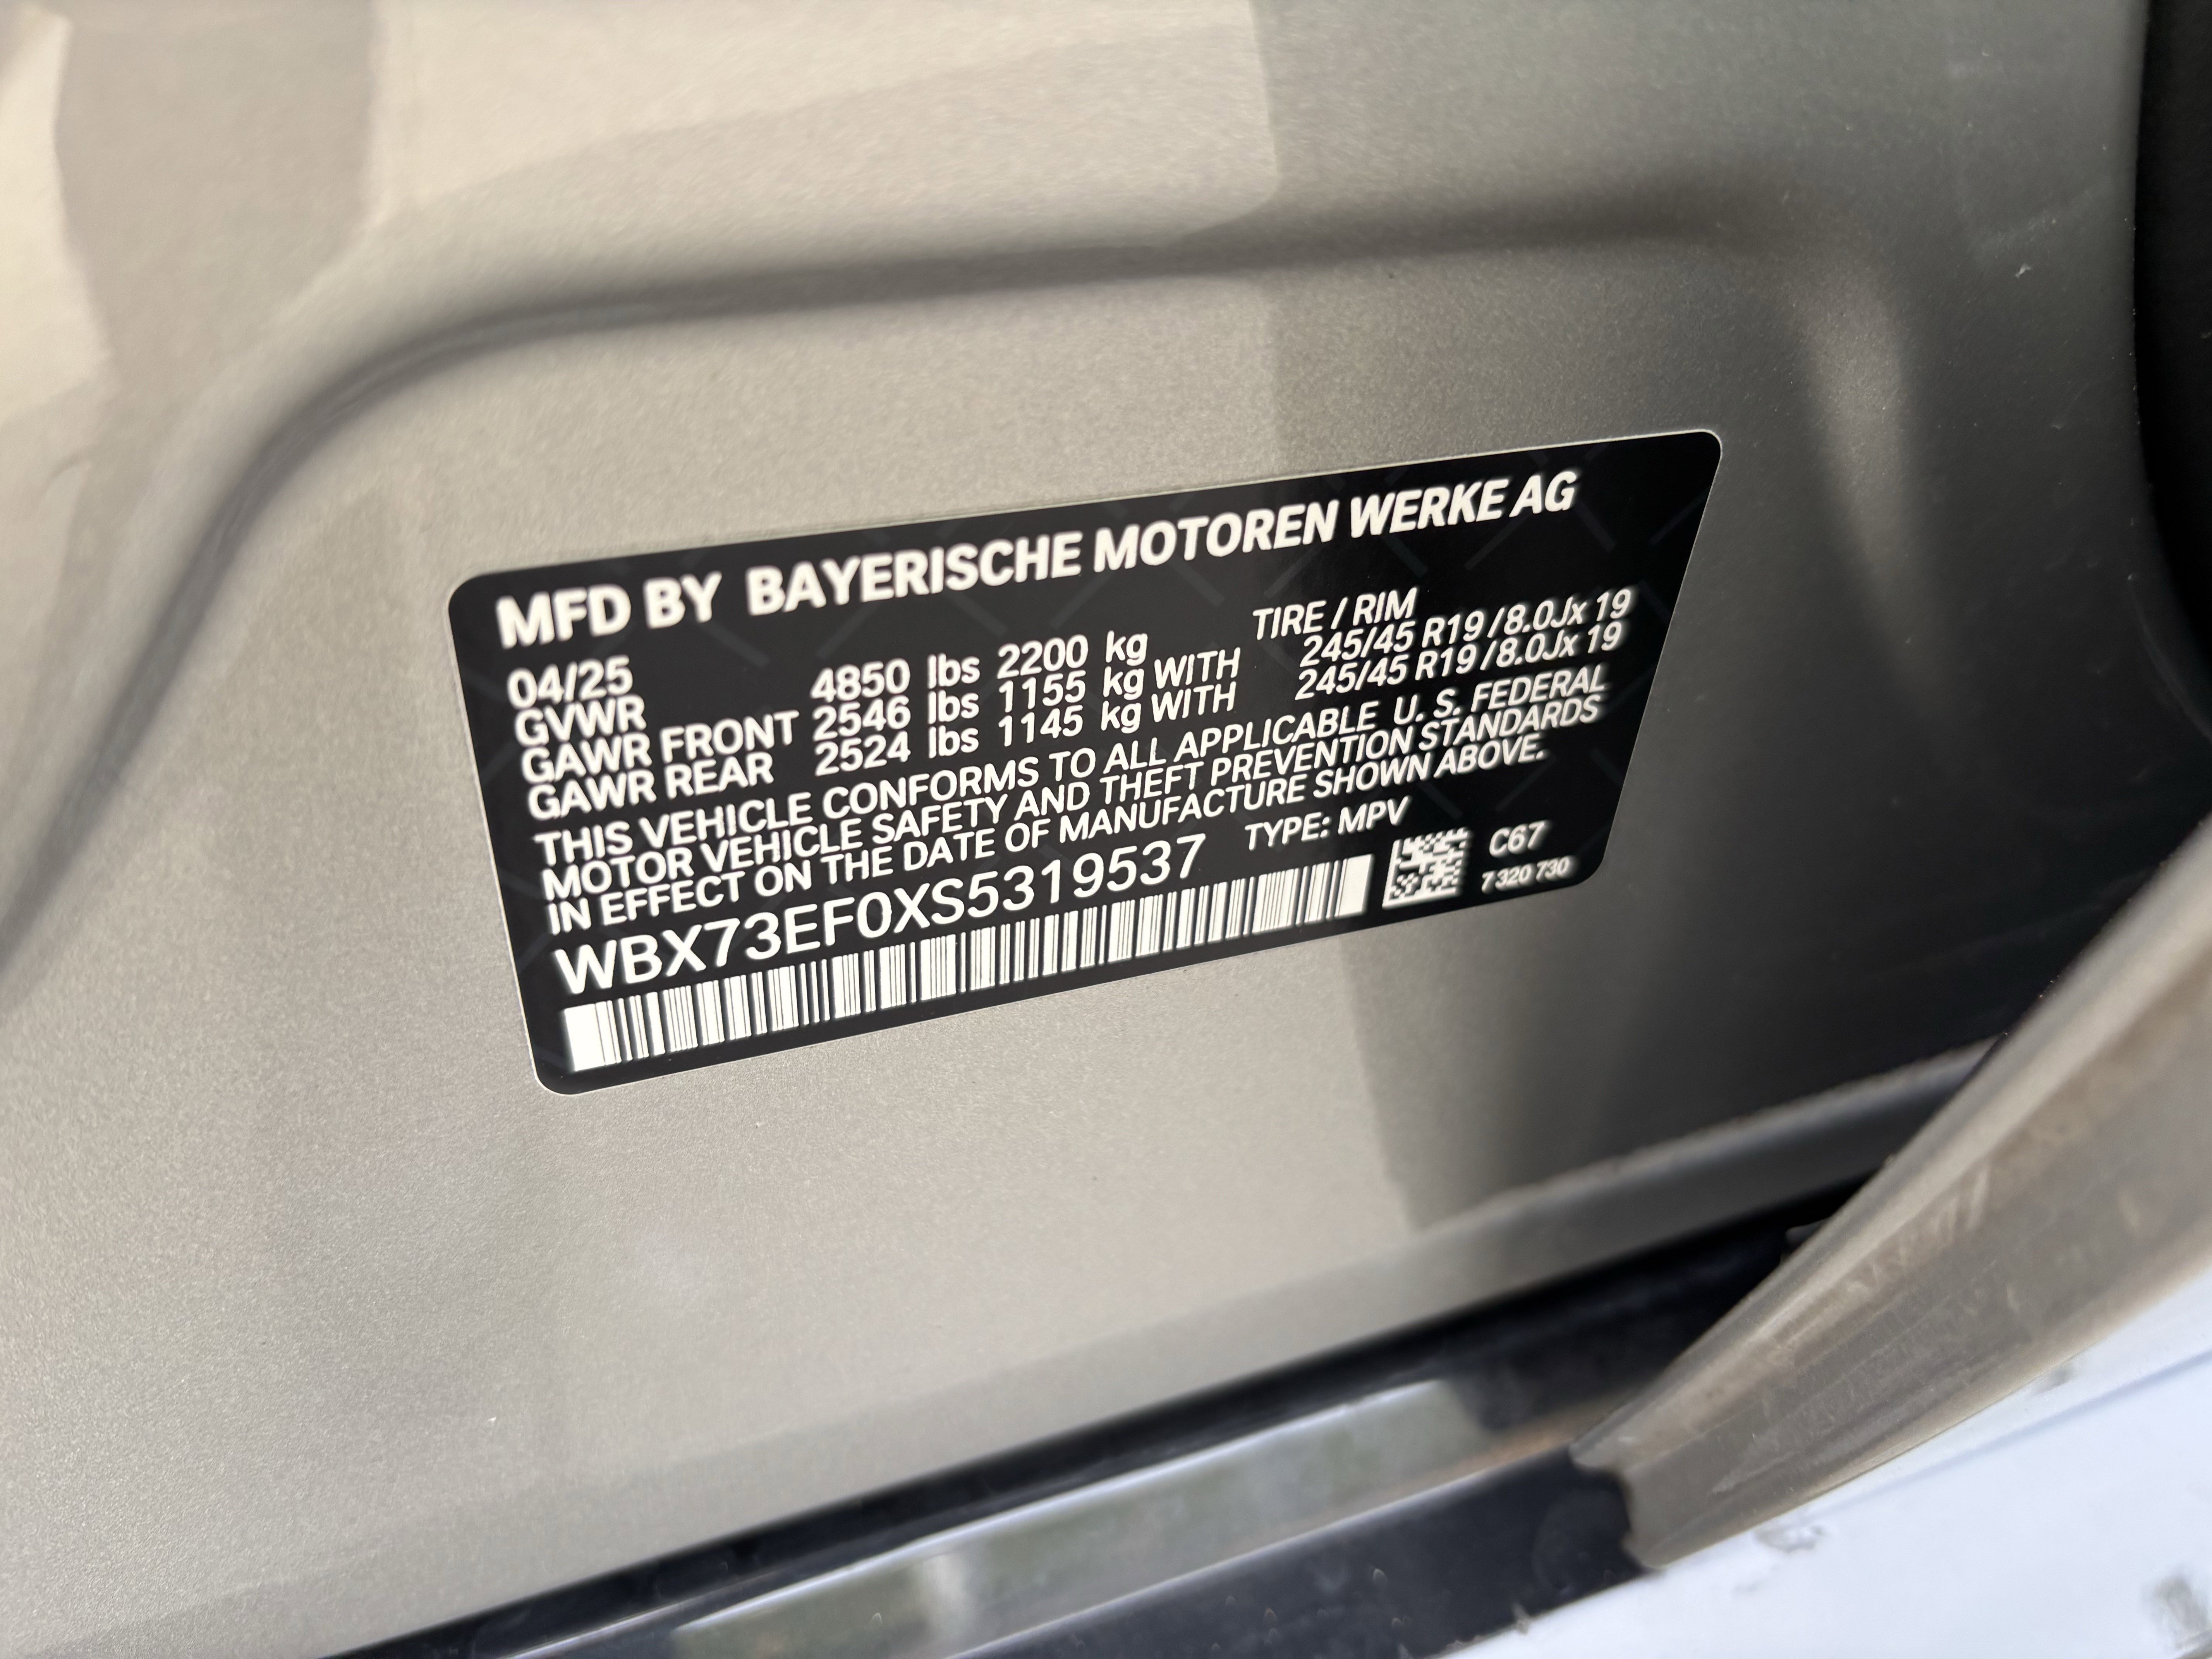 MFD BY BAYERISCHE MOTOREN WERKE AG
04/25 TIRE / RIM
GVWR 4850 lbs 2200 kg
GAWR FRONT 2546 lbs 1155 kg WITH 245/45 R19 /8.0Jx 19
GAWR REAR 2524 lbs 1145 kg WITH 245/45 R19 /8.0Jx 19
THIS VEHICLE CONFORMS TO ALL APPLICABLE U. S. FEDERAL
MOTOR VEHICLE SAFETY AND THEFT PREVENTION STANDARDS
IN EFFECT ON THE DATE OF MANUFACTURE SHOWN ABOVE.
WBX73EF0XS5319537 TYPE: MPV
C67
7 320 730